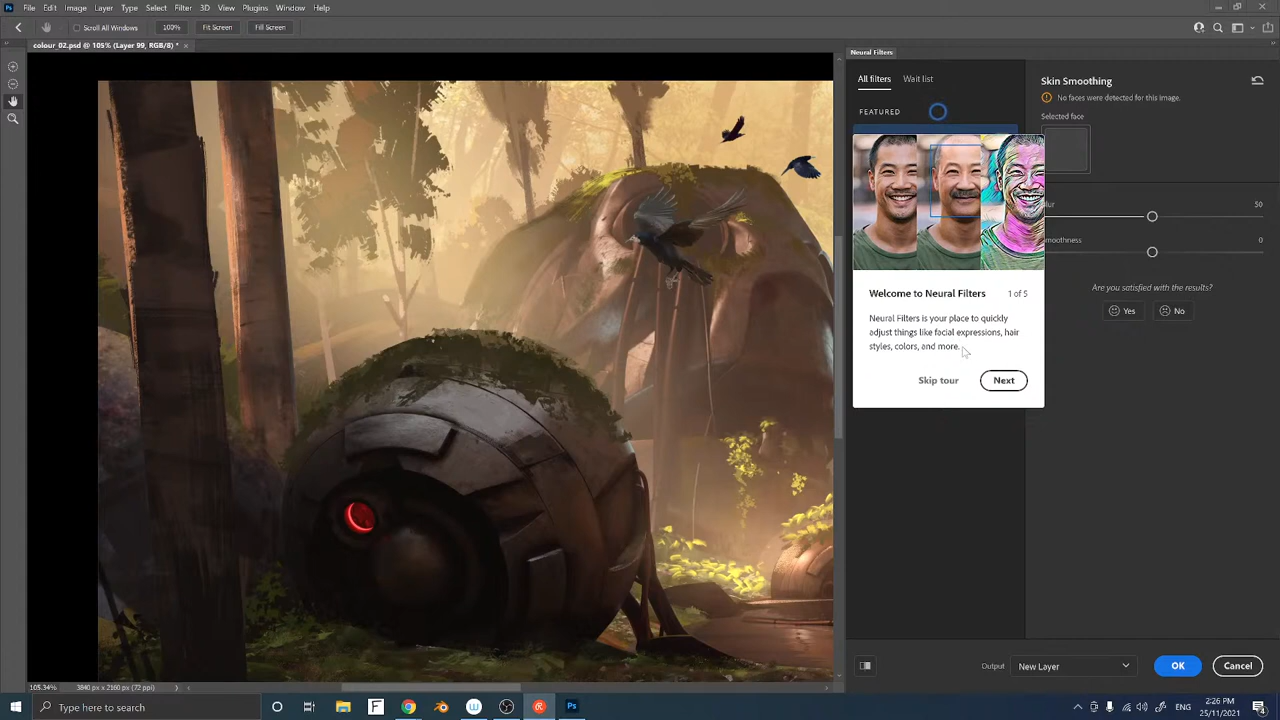 Ps File Edit Image Layer Type Select Filter 3D View Plugins Window Help
Scroll All Windows 100% Fit Screen Fill Screen
colour_02.psd @ 105% (Layer 99, RGB/8) * ×
Neural Filters
All filters Wait list
FEATURED
Skin Smoothing
No faces were detected for this image.
Selected face
50
Smoothness 0
Welcome to Neural Filters 1 of 5
Neural Filters is your place to quickly
adjust things like facial expressions, hair
styles, colors, and more.
Skip tour Next
Are you satisfied with the results?
Yes No
Output New Layer OK Cancel
105.34% 3840 px x 2160 px (72 ppi)
Type here to search
F
W
Ps
ENG
2:26 PM
25/11/2021